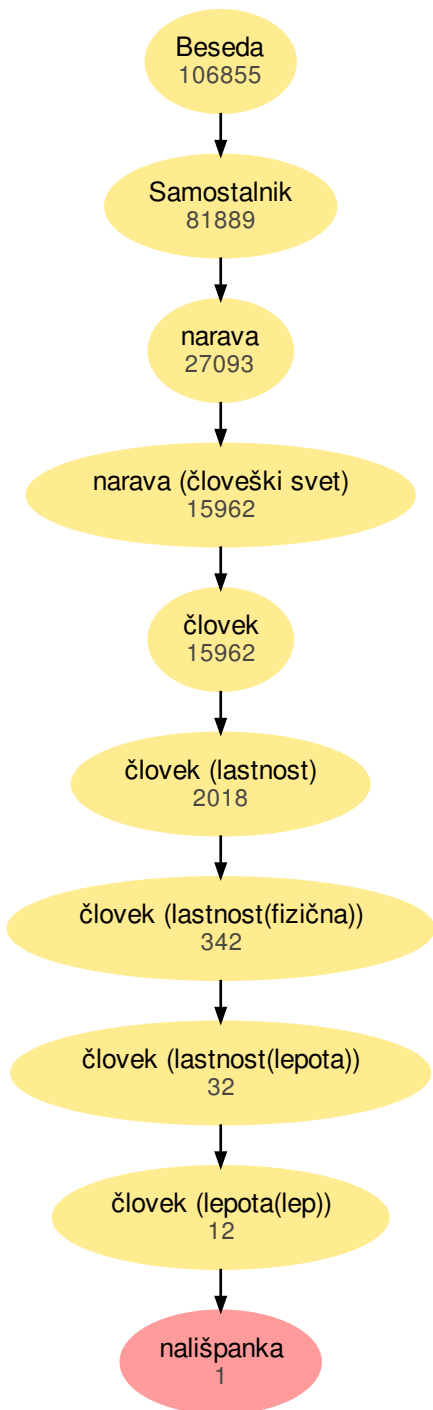 Beseda
106855
Samostalnik
81889
narava
27093
narava (človeški svet)
15962
človek
15962
človek (lastnost)
2018
človek (lastnost(fizična))
342
človek (lastnost(lepota))
32
človek (lepota(lep))
12
nališpanka
1